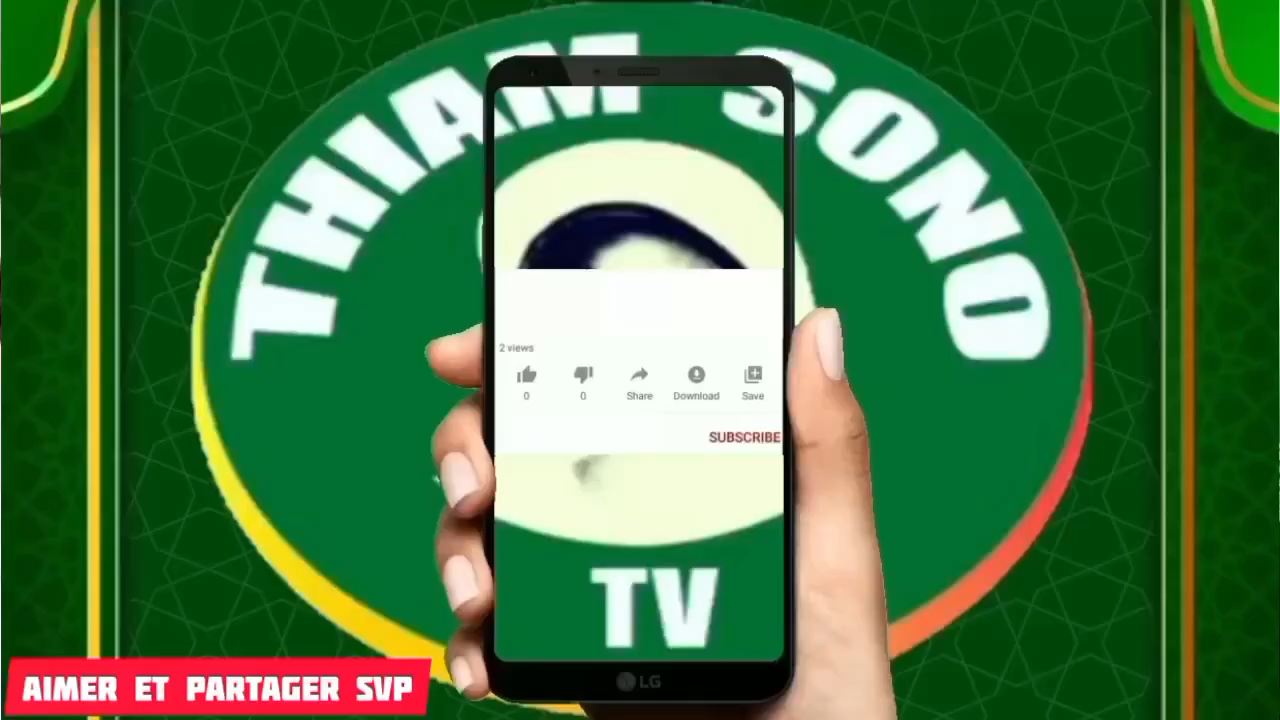 THIAM SONO
2 views
0 0 Share Download Save
SUBSCRIBE
TV
LG
AIMER ET PARTAGER SVP